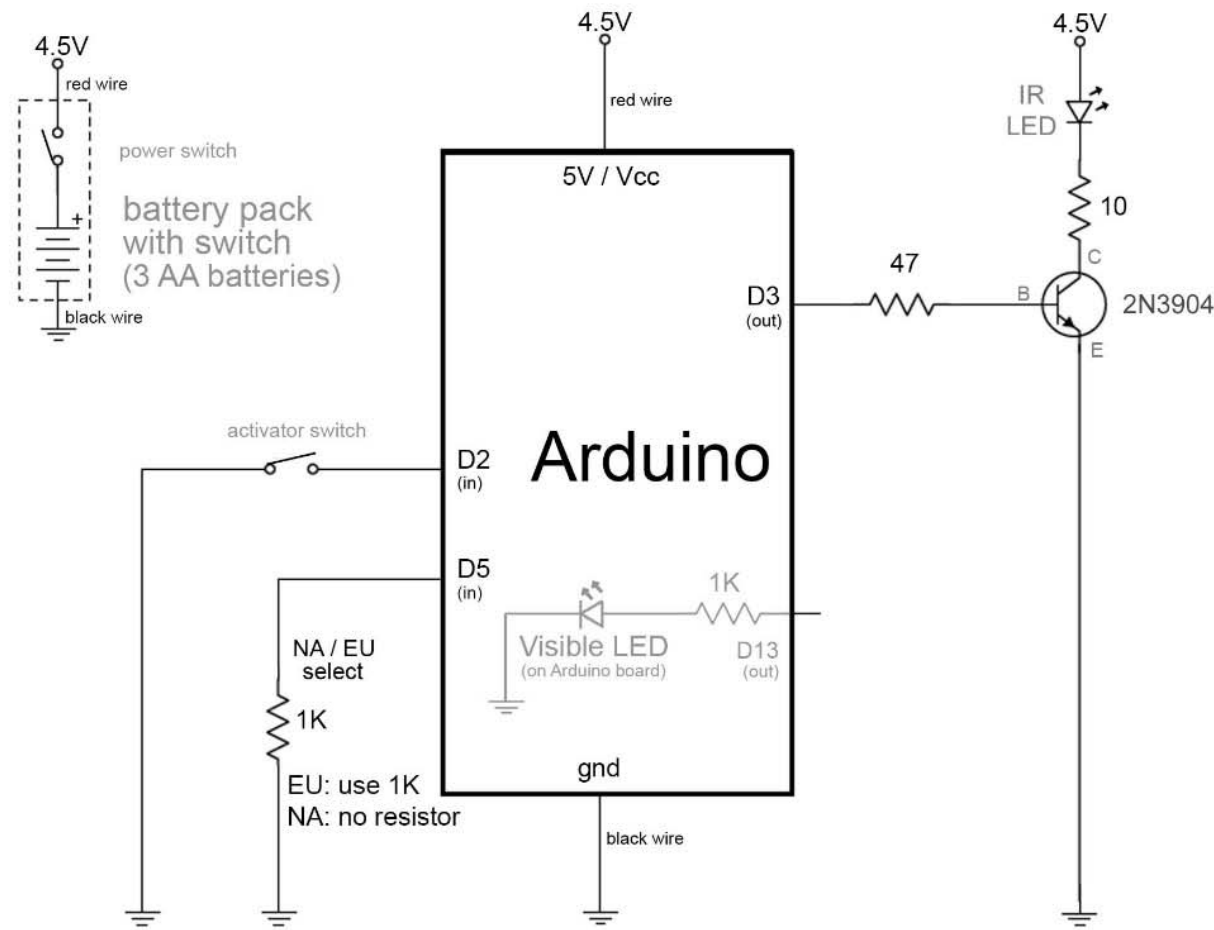 4.5V
red wire
power switch
+
battery pack
with switch
(3 AA batteries)
black wire
4.5V
red wire
5V / Vcc
4.5V
IR
LED
10
C
47
D3
(out)
B
2N3904
E
activator switch
D2
(in)
Arduino
D5
(in)
1K
Visible LED
(on Arduino board)
D13
(out)
NA / EU
select
1K
EU: use 1K
NA: no resistor
gnd
black wire